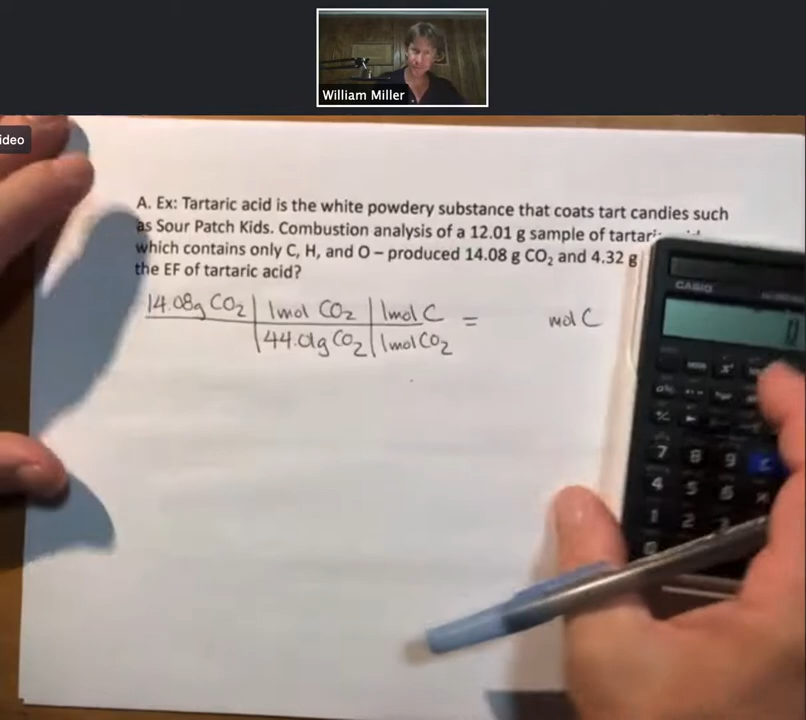 William Miller
ideo
A. Ex: Tartaric acid is the white powdery substance that coats tart candies such
as Sour Patch Kids. Combustion analysis of a 12.01 g sample of
which contains only C, H, and O – produced 14.08 g CO₂ and 4.32 g
the EF of tartaric acid?
14.08g CO₂ | 1mol CO₂ | 1mol C = mol C
44.01g CO₂ | 1mol CO₂
CASIO
0
7 8 9
4 5 6 X
1 2